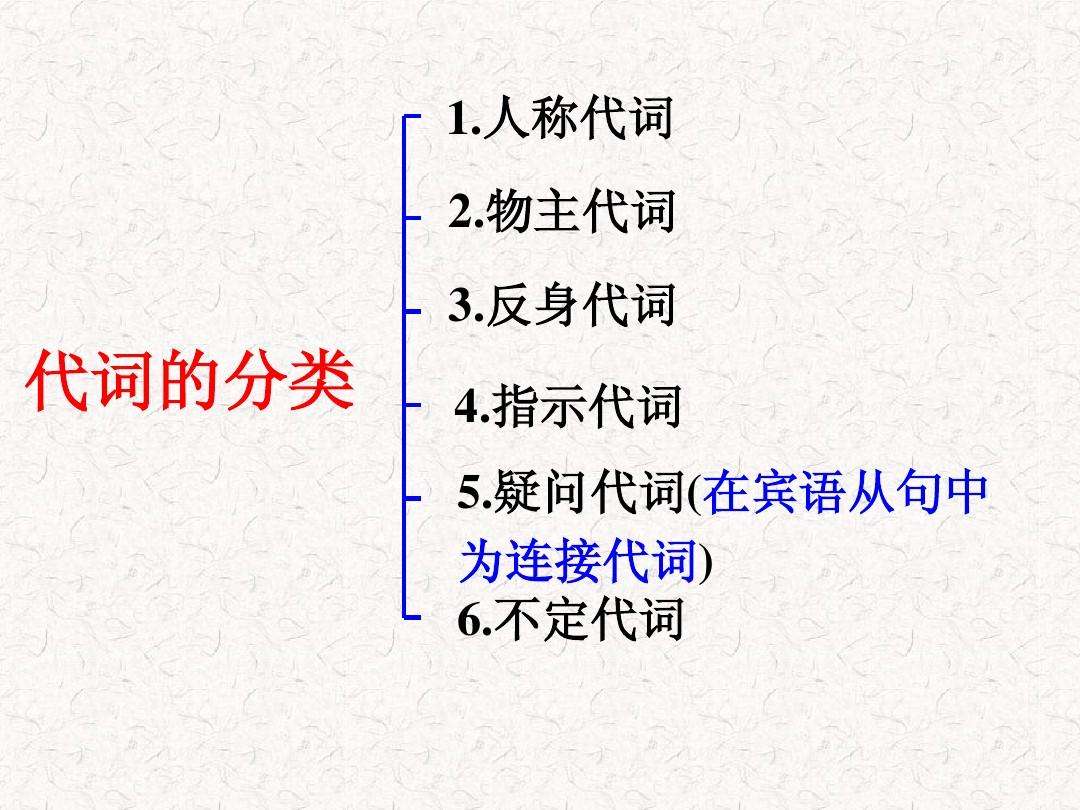 代词的分类
1.人称代词
2.物主代词
3.反身代词
4.指示代词
5.疑问代词(在宾语从句中
为连接代词)
6.不定代词